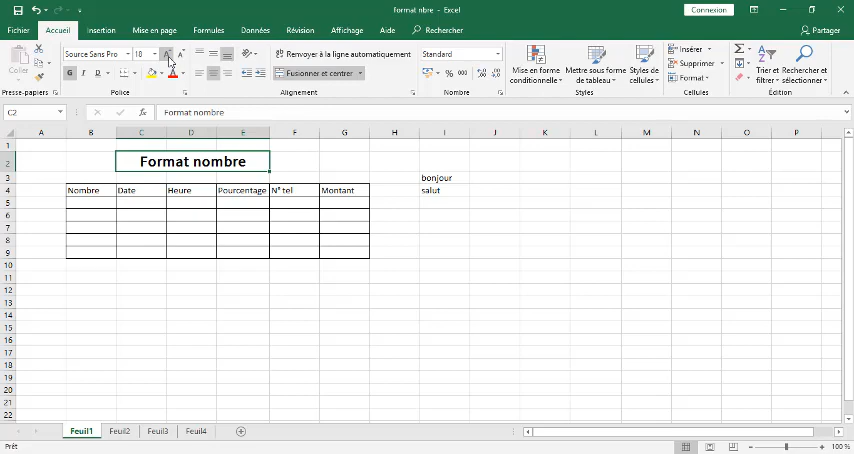 Format nbre - Excel
Connexion
Fichier Accueil Insertion Mise en page Formules Données Révision Affichage Aide Rechercher Partager
Coller
Source Sans Pro 18 A A
Renvoyer à la ligne automatiquement
Standard
G I D A
Fusionner et centrer
% 000
Mise en forme conditionnelle
Mettre sous forme de tableau
Styles de cellules
Insérer
Supprimer
Format
Trier et filtrer
Rechercher et sélectionner
Presse-papiers Police Alignement Nombre Styles Cellules Édition
C2 fx Format nombre
A B C D E F G H I J K L M N O P
1
2 Format nombre
3 bonjour
4 Nombre Date Heure Pourcentage N° tel Montant salut
5
6
7
8
9
10
11
12
13
14
15
16
17
18
19
20
21
22
Feuil1 Feuil2 Feuil3 Feuil4
Prêt 100 %